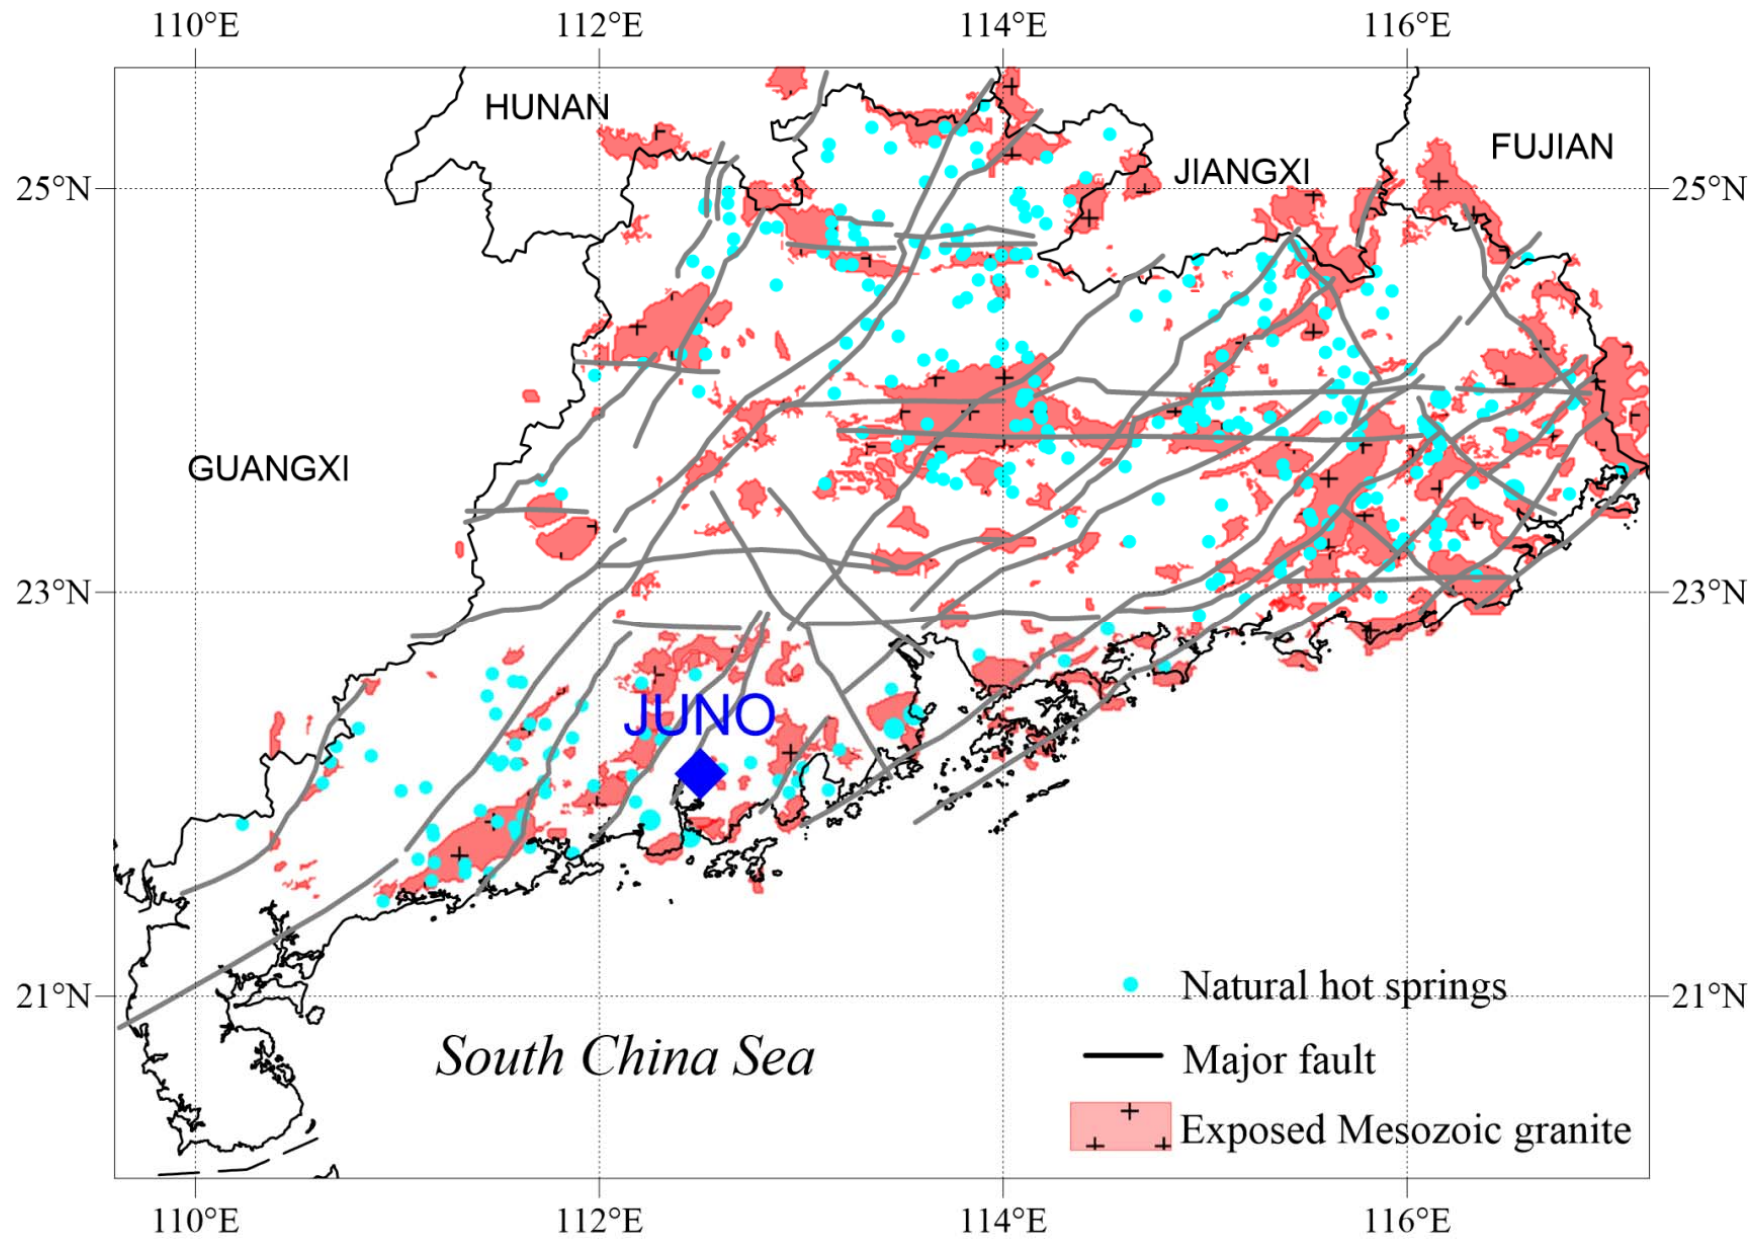 110°E 112°E 114°E 116°E
HUNAN
FUJIAN
JIANGXI
25°N 25°N
GUANGXI
23°N 23°N
JUNO
Natural hot springs
21°N 21°N
South China Sea
Major fault
Exposed Mesozoic granite
110°E 112°E 114°E 116°E